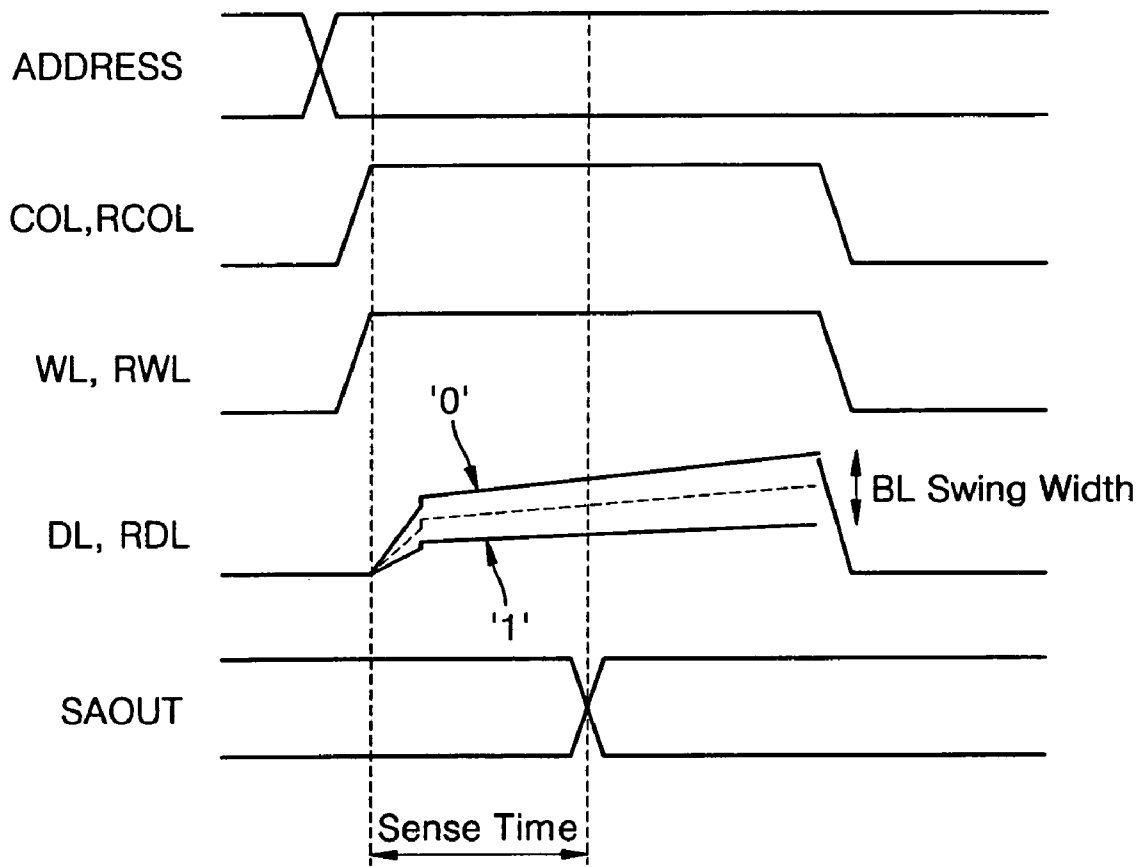 ADDRESS
COL,RCOL
WL, RWL
'0'
BL Swing Width
DL, RDL
'1'
SAOUT
Sense Time